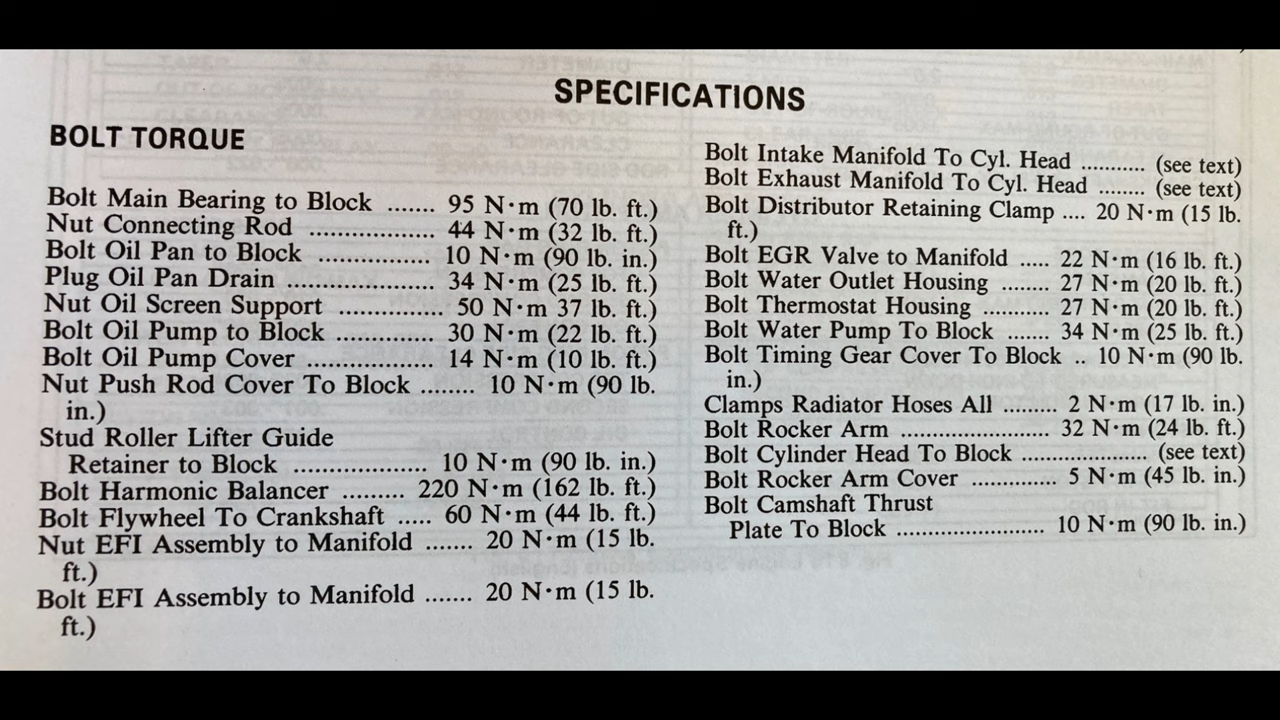 SPECIFICATIONS
BOLT TORQUE
Bolt Main Bearing to Block ....... 95 N·m (70 lb. ft.)
Nut Connecting Rod .................. 44 N·m (32 lb. ft.)
Bolt Oil Pan to Block ................ 10 N·m (90 lb. in.)
Plug Oil Pan Drain ..................... 34 N·m (25 lb. ft.)
Nut Oil Screen Support ............... 50 N·m 37 lb. ft.)
Bolt Oil Pump to Block .............. 30 N·m (22 lb. ft.)
Bolt Oil Pump Cover .................. 14 N·m (10 lb. ft.)
Nut Push Rod Cover To Block ........ 10 N·m (90 lb.
in.)
Stud Roller Lifter Guide
Retainer to Block ................... 10 N·m (90 lb. in.)
Bolt Harmonic Balancer ......... 220 N·m (162 lb. ft.)
Bolt Flywheel To Crankshaft ..... 60 N·m (44 lb. ft.)
Nut EFI Assembly to Manifold ....... 20 N·m (15 lb.
ft.)
Bolt EFI Assembly to Manifold ....... 20 N·m (15 lb.
ft.)
Bolt Intake Manifold To Cyl. Head ........... (see text)
Bolt Exhaust Manifold To Cyl. Head ........ (see text)
Bolt Distributor Retaining Clamp .... 20 N·m (15 lb.
ft.)
Bolt EGR Valve to Manifold ..... 22 N·m (16 lb. ft.)
Bolt Water Outlet Housing ........ 27 N·m (20 lb. ft.)
Bolt Thermostat Housing ........... 27 N·m (20 lb. ft.)
Bolt Water Pump To Block ....... 34 N·m (25 lb. ft.)
Bolt Timing Gear Cover To Block .. 10 N·m (90 lb.
in.)
Clamps Radiator Hoses All ......... 2 N·m (17 lb. in.)
Bolt Rocker Arm ........................ 32 N·m (24 lb. ft.)
Bolt Cylinder Head To Block ..................... (see text)
Bolt Rocker Arm Cover ............. 5 N·m (45 lb. in.)
Bolt Camshaft Thrust
Plate To Block ........................ 10 N·m (90 lb. in.)